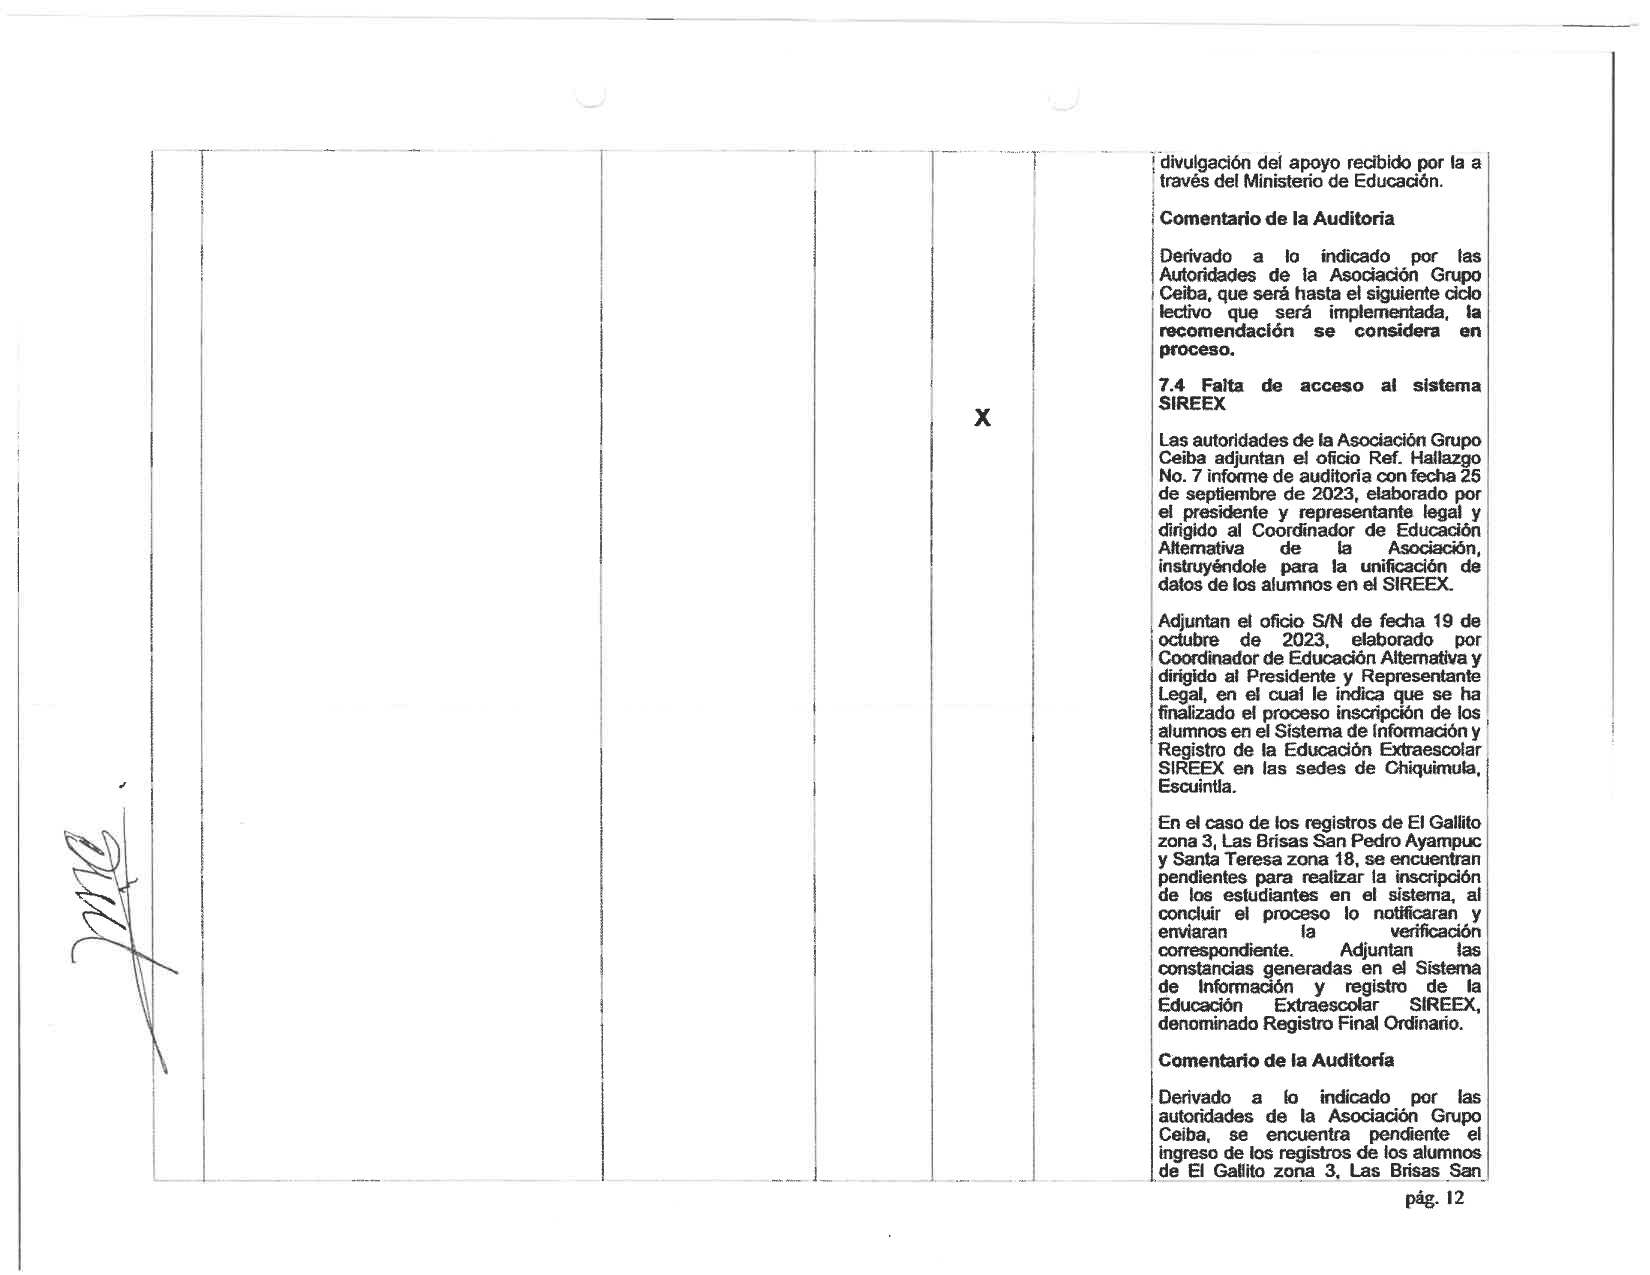 divulgación del apoyo recibido por la a
través del Ministerio de Educación.
Comentario de la Auditoria
Derivado a lo indicado por las
Autoridades de la Asociación Grupo
Ceiba, que será hasta el siguiente ciclo
lectivo que será implementada, la
recomendación se considera en
proceso.
7.4 Falta de acceso al sistema
SIREEX
X
Las autoridades de la Asociación Grupo
Ceiba adjuntan el oficio Ref. Hallazgo
No. 7 informe de auditoria con fecha 25
de septiembre de 2023, elaborado por
el presidente y representante legal y
dirigido al Coordinador de Educación
Alternativa de la Asociación,
instruyéndole para la unificación de
datos de los alumnos en el SIREEX.
Adjuntan el oficio S/N de fecha 19 de
octubre de 2023, elaborado por
Coordinador de Educación Alternativa y
dirigido al Presidente y Representante
Legal, en el cual le indica que se ha
finalizado el proceso inscripción de los
alumnos en el Sistema de Información y
Registro de la Educación Extraescolar
SIREEX en las sedes de Chiquimula,
Escuintla.
En el caso de los registros de El Gallito
zona 3, Las Brisas San Pedro Ayampuc
y Santa Teresa zona 18, se encuentran
pendientes para realizar la inscripción
de los estudiantes en el sistema, al
concluir el proceso lo notificaran y
enviaran la verificación
correspondiente. Adjuntan las
constancias generadas en el Sistema
de Información y registro de la
Educación Extraescolar SIREEX,
denominado Registro Final Ordinario.
Comentario de la Auditoría
Derivado a lo indicado por las
autoridades de la Asociación Grupo
Ceiba, se encuentra pendiente el
ingreso de los registros de los alumnos
de El Gallito zona 3, Las Brisas San
pág. 12